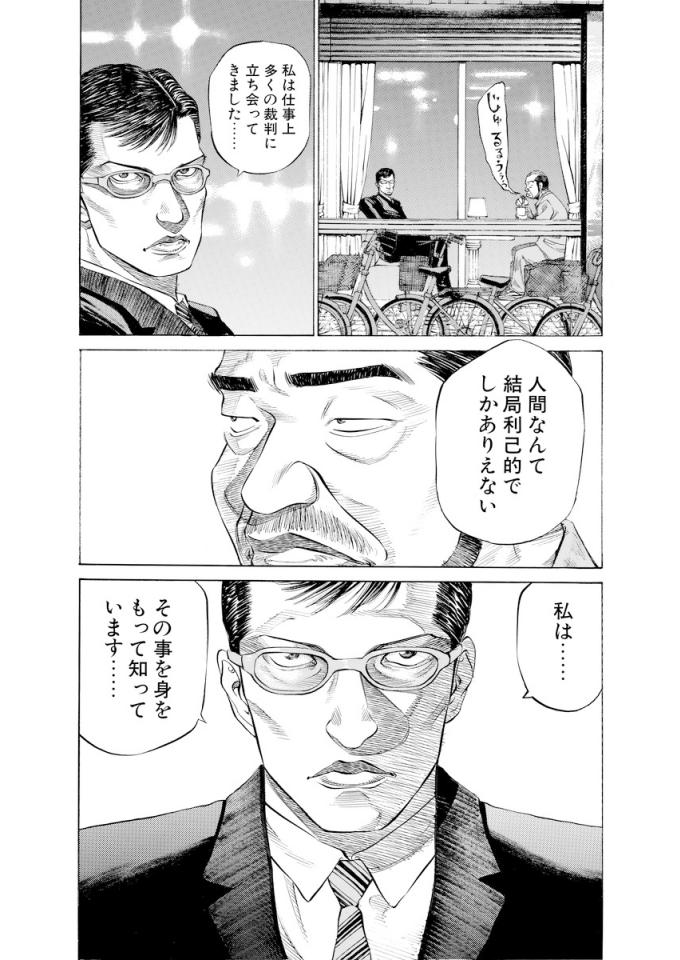 じゅるるうぅ
私は仕事上
多くの裁判に
立ち会って
きました……
人間なんて
結局利己的で
しかありえない
私は……
その事を身を
もって知って
います……